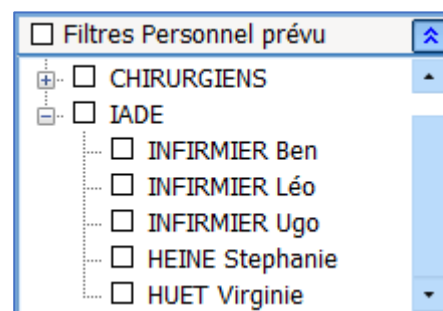 Filtres Personnel prévu
CHIRURGIENS
IADE
INFIRMIER Ben
INFIRMIER Léo
INFIRMIER Ugo
HEINE Stephanie
HUET Virginie